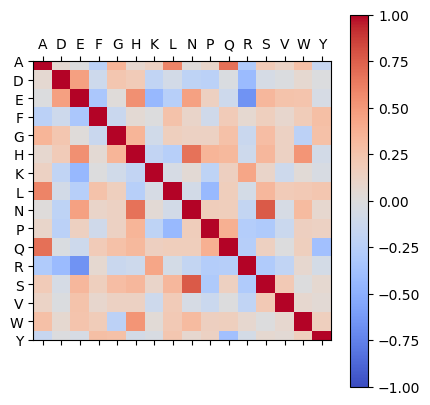 A D E F G H K L N P Q R S V W Y
A
D
E
F
G
H
K
L
N
P
Q
R
S
V
W
Y
1.00
0.75
0.50
0.25
0.00
−0.25
−0.50
−0.75
−1.00